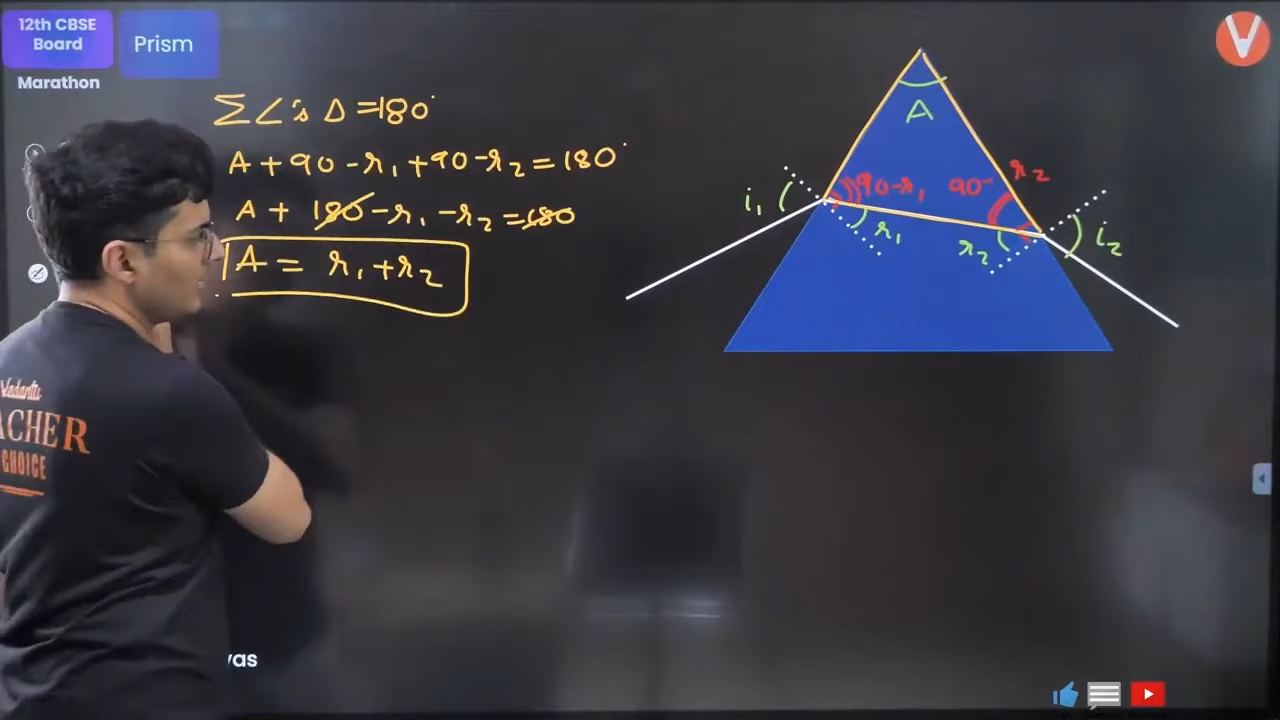 12th CBSE
Board
Prism
Marathon
Σ∠'s Δ = 180°
A + 90 - r₁ + 90 - r₂ = 180°
A + 180 - r₁ - r₂ = 180
A = r₁ + r₂
A
i₁
90-r₁
90-r₂
r₁
r₂
i₂
Vedantu
ACHER
CHOICE
vas